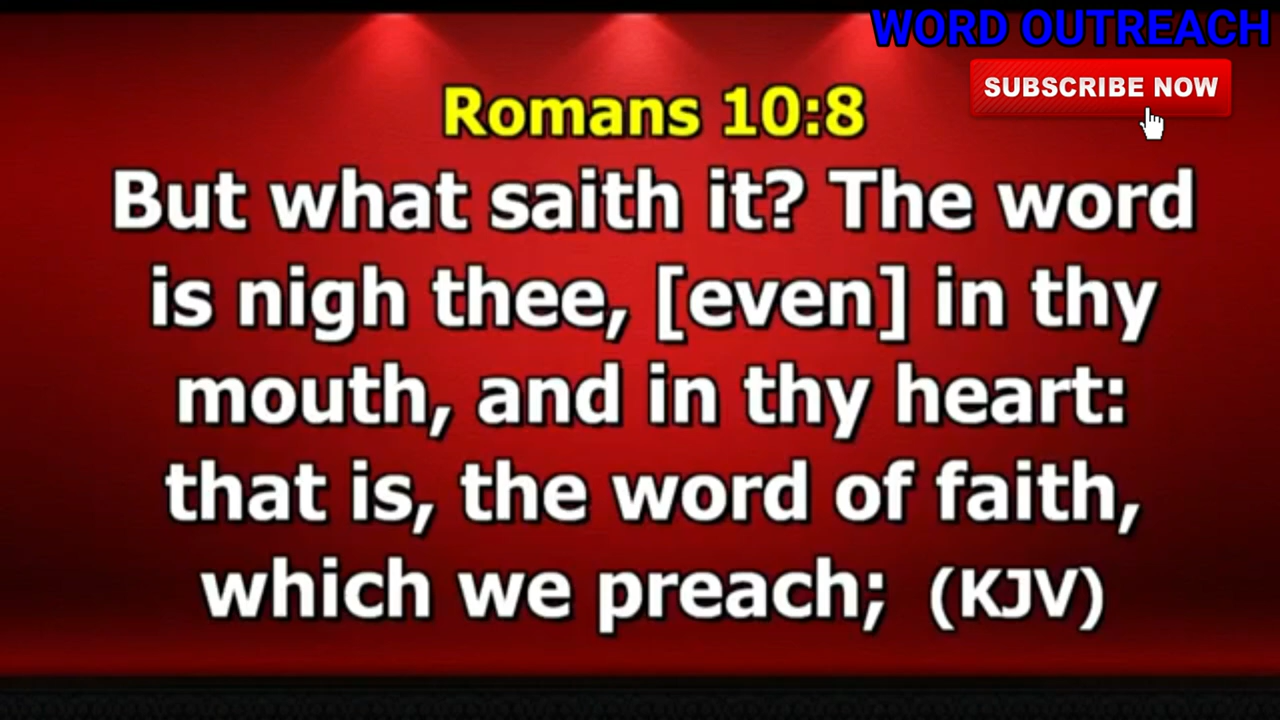 WORD OUTREACH
SUBSCRIBE NOW
Romans 10:8
But what saith it? The word
is nigh thee, [even] in thy
mouth, and in thy heart:
that is, the word of faith,
which we preach; (KJV)